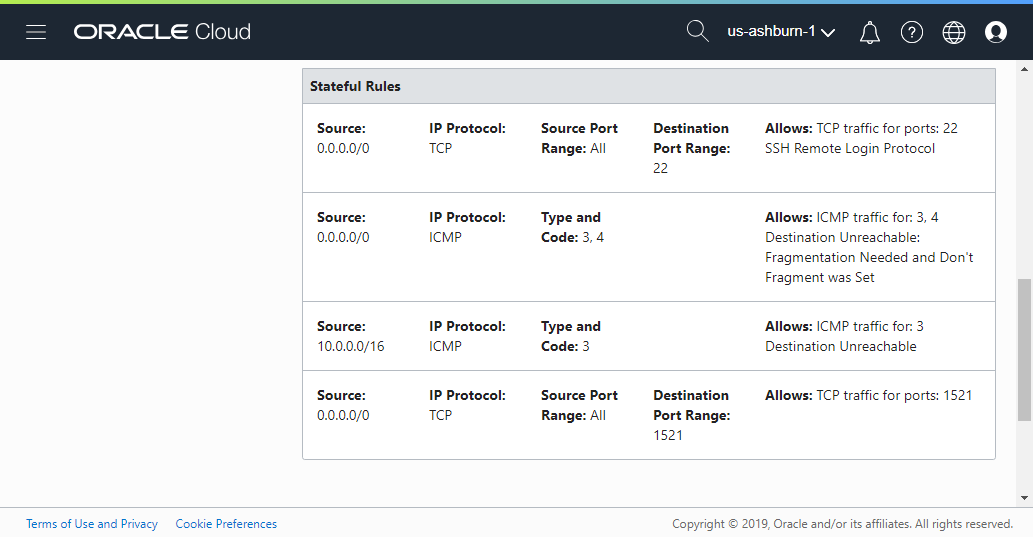 ORACLE Cloud
us-ashburn-1
Stateful Rules
Source: IP Protocol: Source Port Destination Allows: TCP traffic for ports: 22
0.0.0.0/0 TCP Range: All Port Range: SSH Remote Login Protocol
22
Source: IP Protocol: Type and Allows: ICMP traffic for: 3, 4
0.0.0.0/0 ICMP Code: 3, 4 Destination Unreachable:
Fragmentation Needed and Don't
Fragment was Set
Source: IP Protocol: Type and Allows: ICMP traffic for: 3
10.0.0.0/16 ICMP Code: 3 Destination Unreachable
Source: IP Protocol: Source Port Destination Allows: TCP traffic for ports: 1521
0.0.0.0/0 TCP Range: All Port Range:
1521
Terms of Use and Privacy Cookie Preferences Copyright © 2019, Oracle and/or its affiliates. All rights reserved.